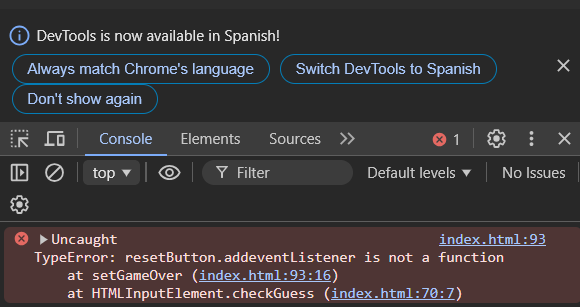 DevTools is now available in Spanish!
Always match Chrome's language
Switch DevTools to Spanish
Don't show again
Console Elements Sources 1
top Filter Default levels No Issues
Uncaught index.html:93
TypeError: resetButton.addeventListener is not a function
at setGameOver (index.html:93:16)
at HTMLInputElement.checkGuess (index.html:70:7)